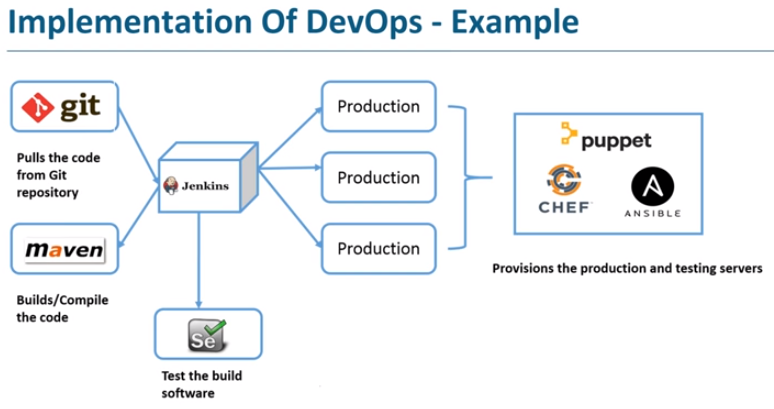 Implementation Of DevOps - Example
git
Pulls the code
from Git
repository
maven
Builds/Compile
the code
Jenkins
Se
Test the build
software
Production
Production
Production
puppet
CHEF
A
ANSIBLE
Provisions the production and testing servers